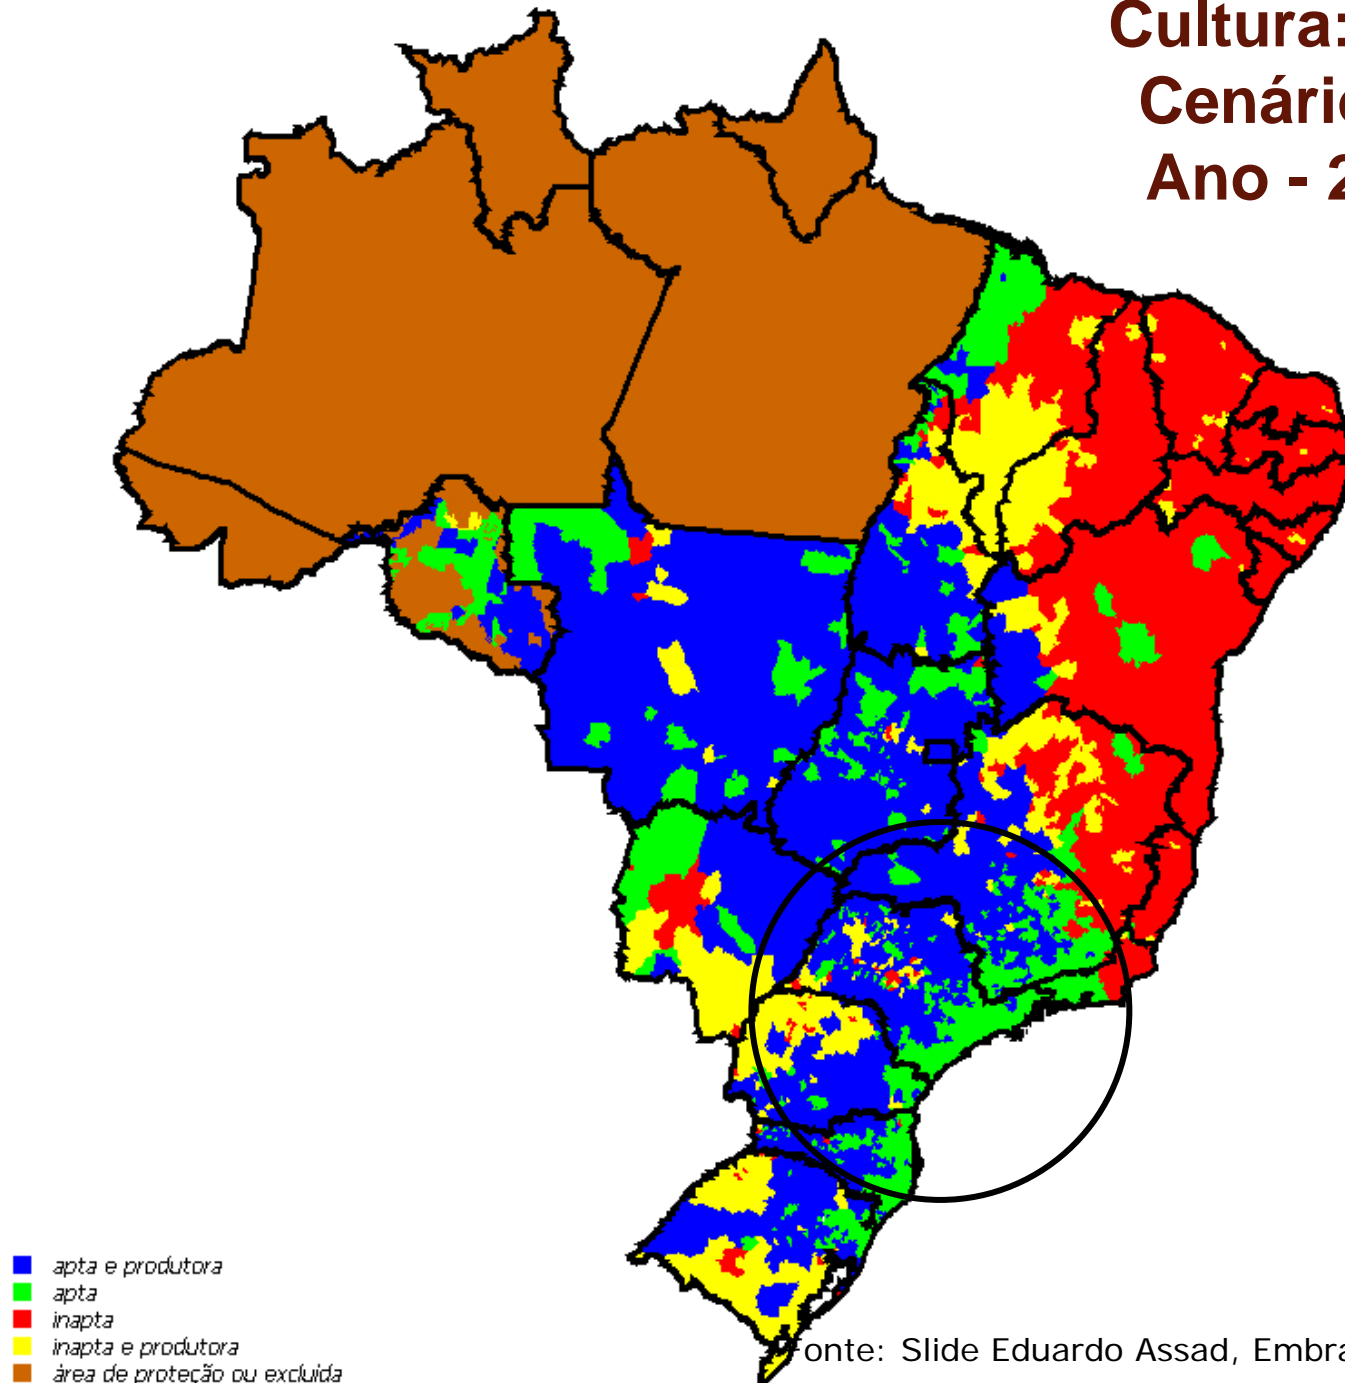 Cultura:
Cenári
Ano - 2
apta e produtora
apta
inapta
inapta e produtora
área de proteção ou excluida
Fonte: Slide Eduardo Assad, Embra